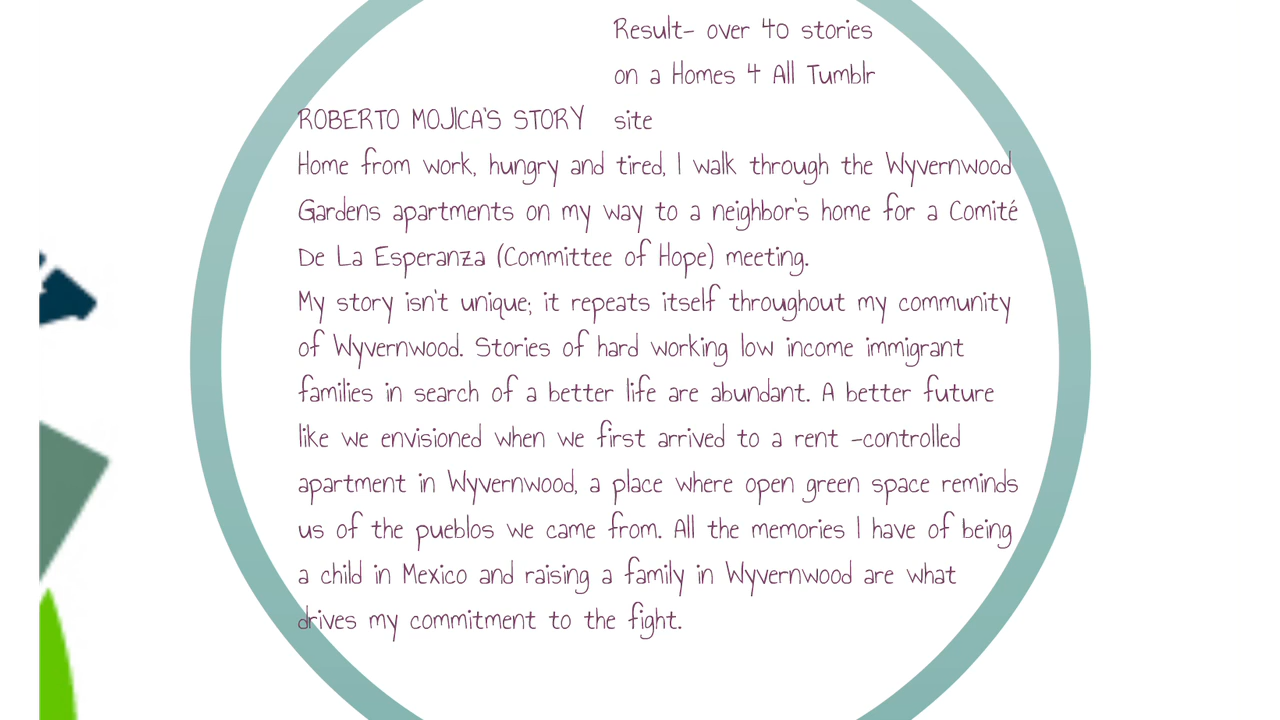 Result- over 40 stories
on a Homes 4 All Tumblr
site
ROBERTO MOJICA'S STORY
Home from work, hungry and tired, I walk through the Wyvernwood
Gardens apartments on my way to a neighbor's home for a Comité
De La Esperanza (Committee of Hope) meeting.
My story isn't unique; it repeats itself throughout my community
of Wyvernwood. Stories of hard working low income immigrant
families in search of a better life are abundant. A better future
like we envisioned when we first arrived to a rent -controlled
apartment in Wyvernwood, a place where open green space reminds
us of the pueblos we came from. All the memories I have of being
a child in Mexico and raising a family in Wyvernwood are what
drives my commitment to the fight.